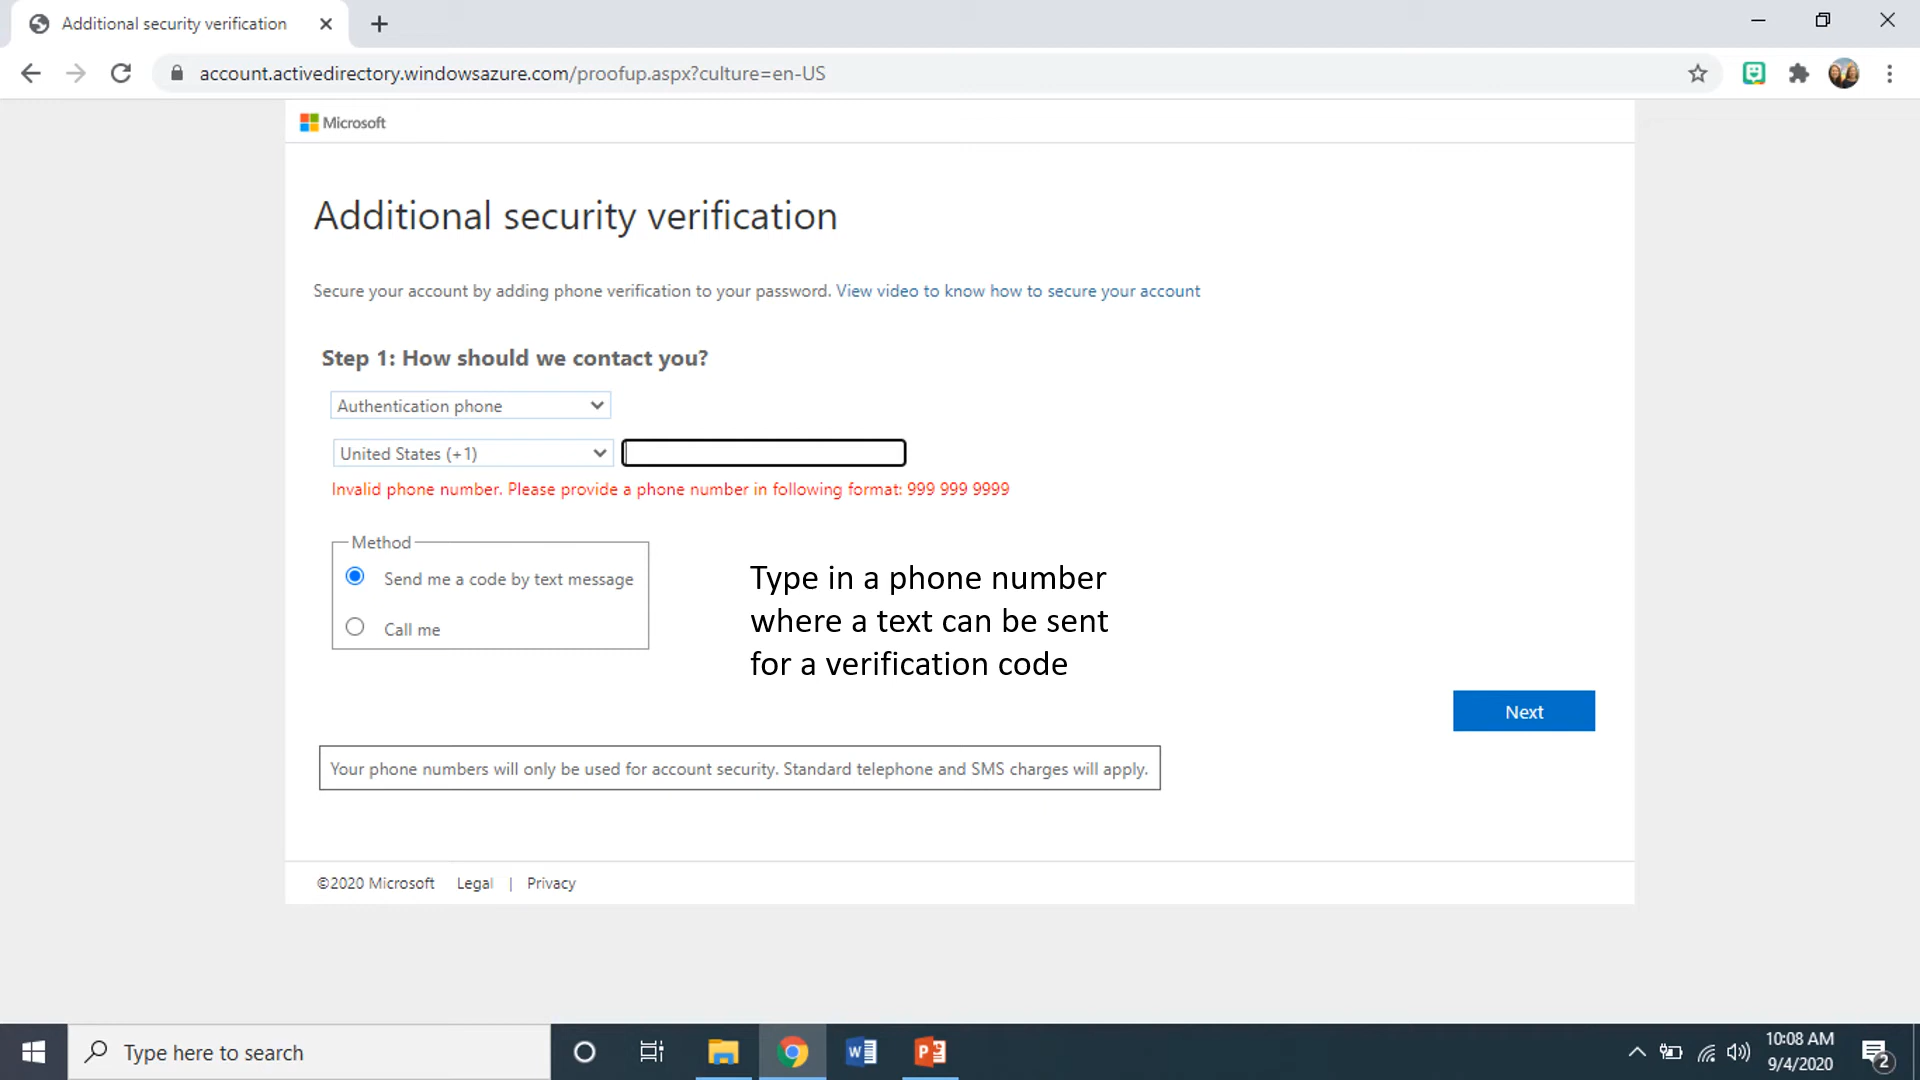 Additional security verification
account.activedirectory.windowsazure.com/proofup.aspx?culture=en-US
Microsoft
Additional security verification
Secure your account by adding phone verification to your password. View video to know how to secure your account
Step 1: How should we contact you?
Authentication phone
United States (+1)
Invalid phone number. Please provide a phone number in following format: 999 999 9999
Method
Send me a code by text message
Call me
Type in a phone number
where a text can be sent
for a verification code
Next
Your phone numbers will only be used for account security. Standard telephone and SMS charges will apply.
©2020 Microsoft Legal | Privacy
Type here to search
10:08 AM
9/4/2020
2